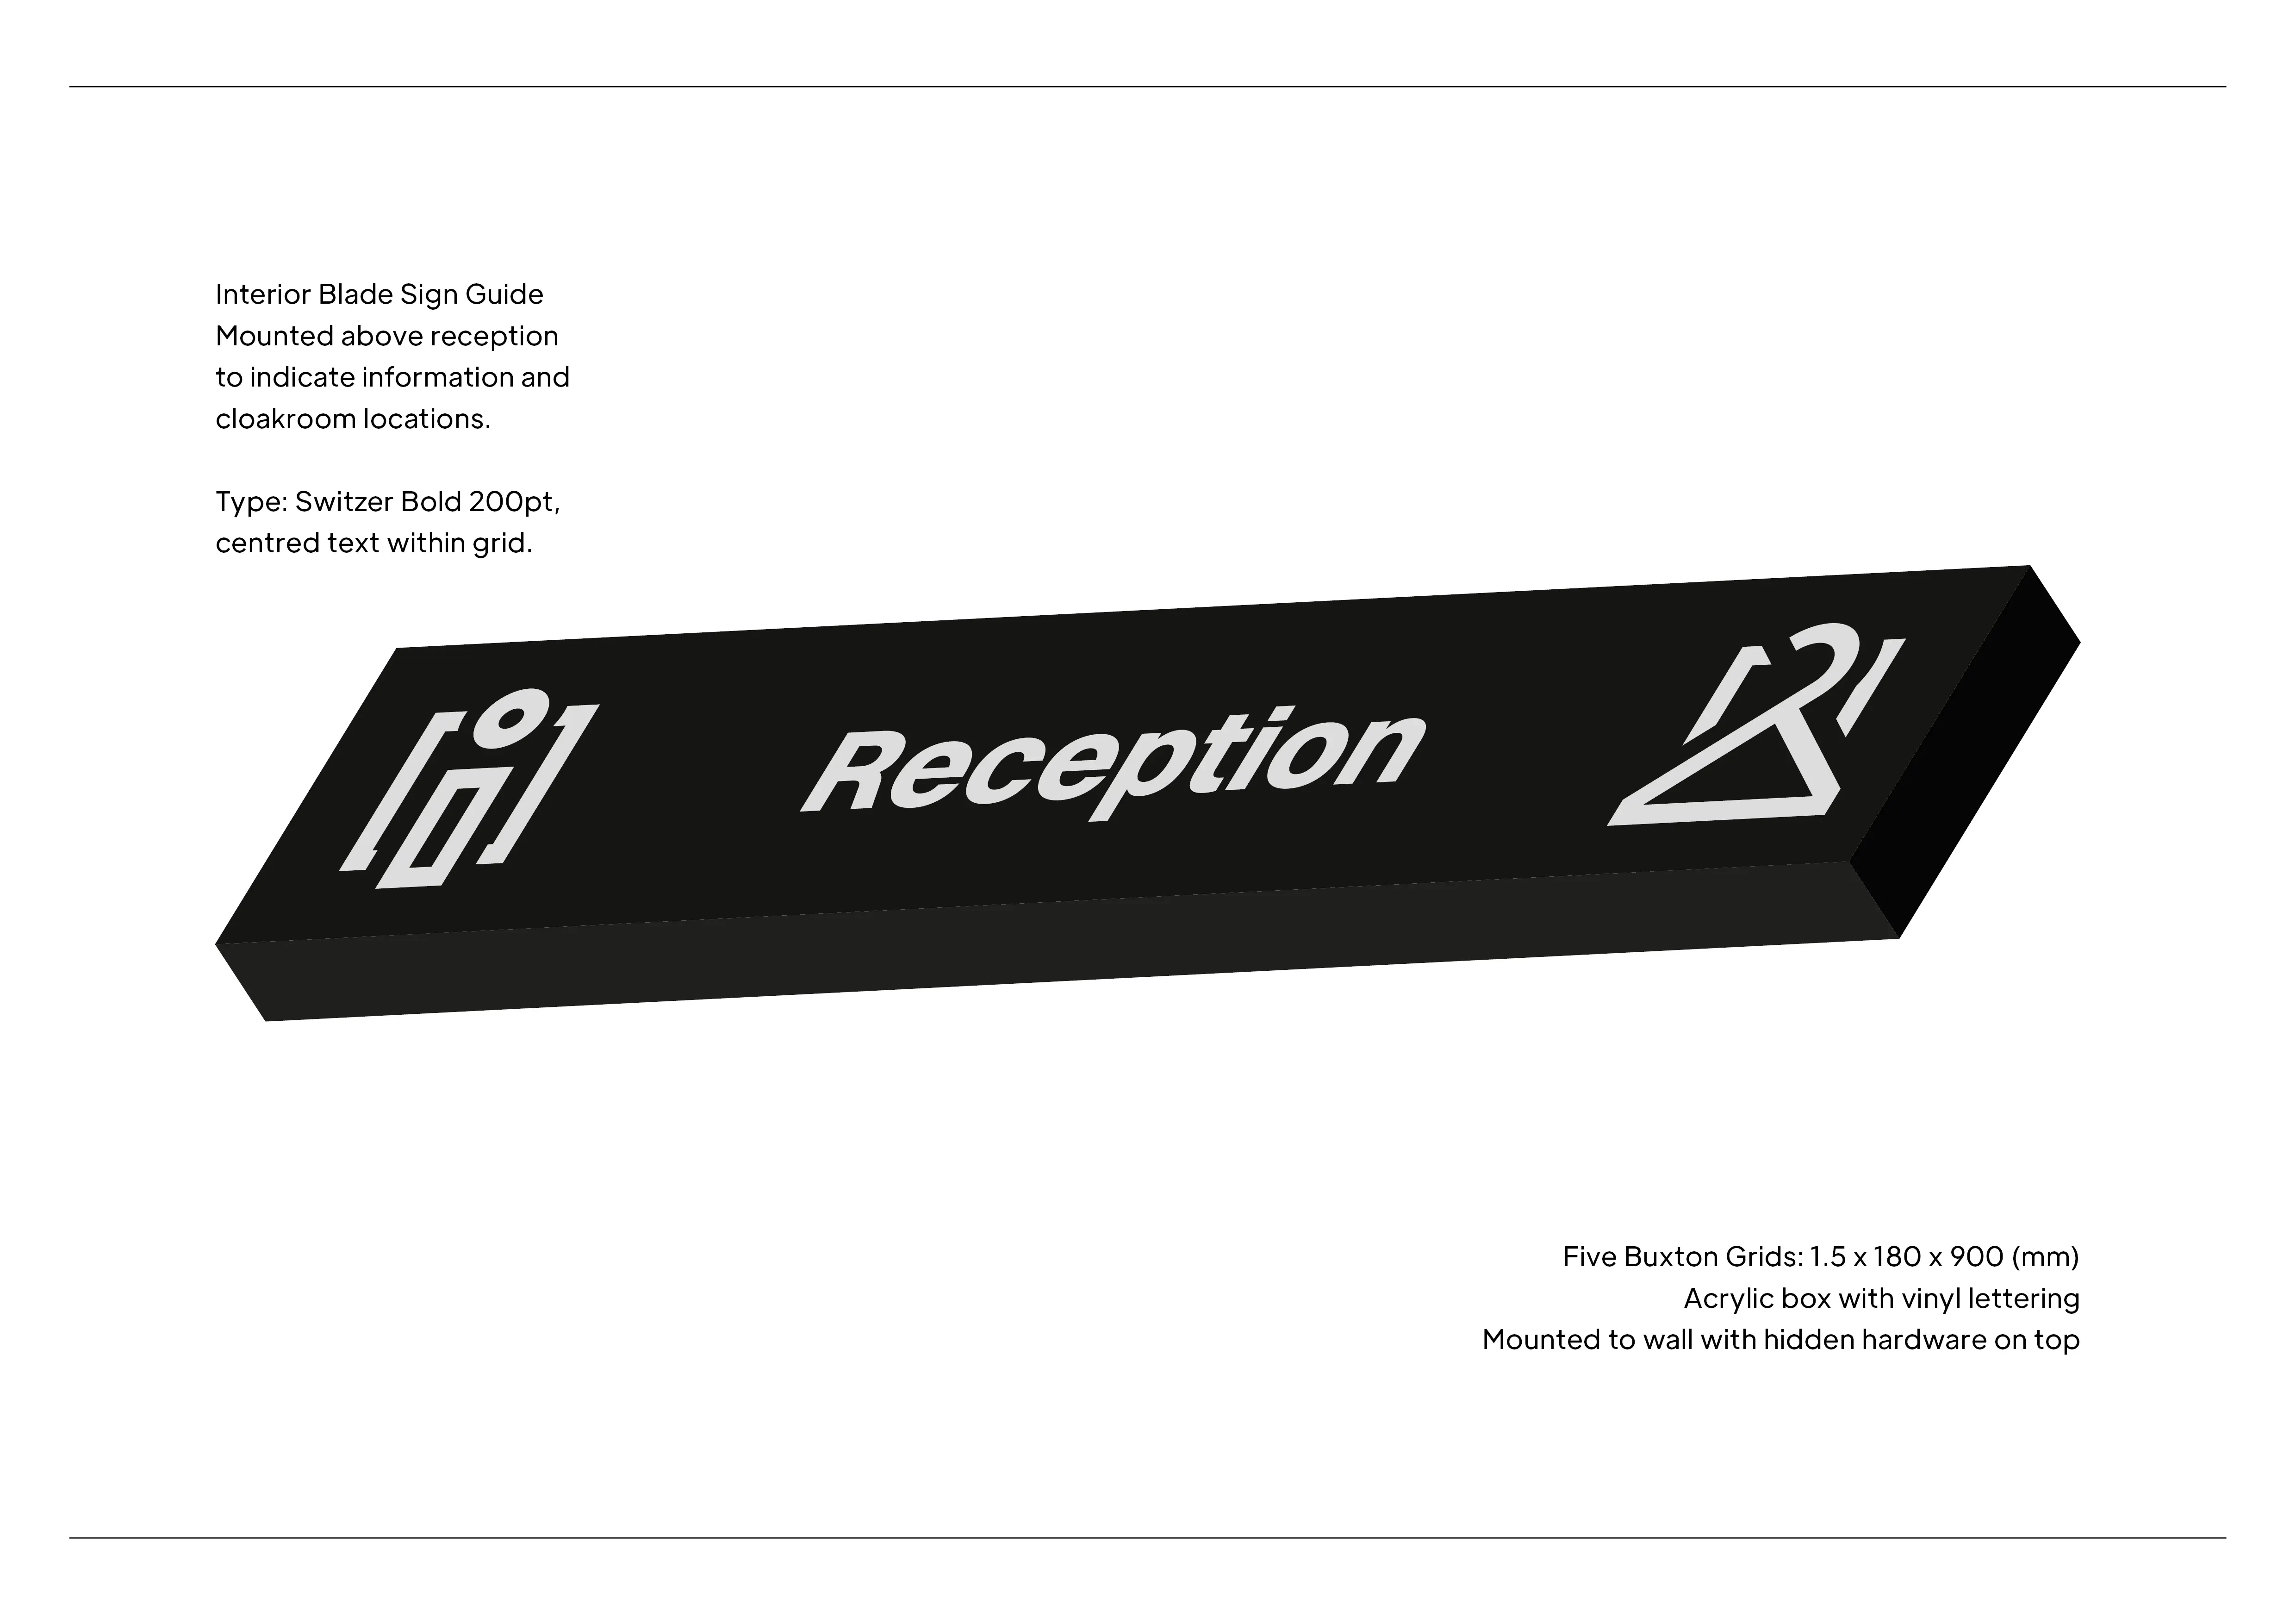 Interior Blade Sign Guide
Mounted above reception
to indicate information and
cloakroom locations.
Type: Switzer Bold 200pt,
centred text within grid.
Reception
Five Buxton Grids: 1.5 x 180 x 900 (mm)
Acrylic box with vinyl lettering
Mounted to wall with hidden hardware on top